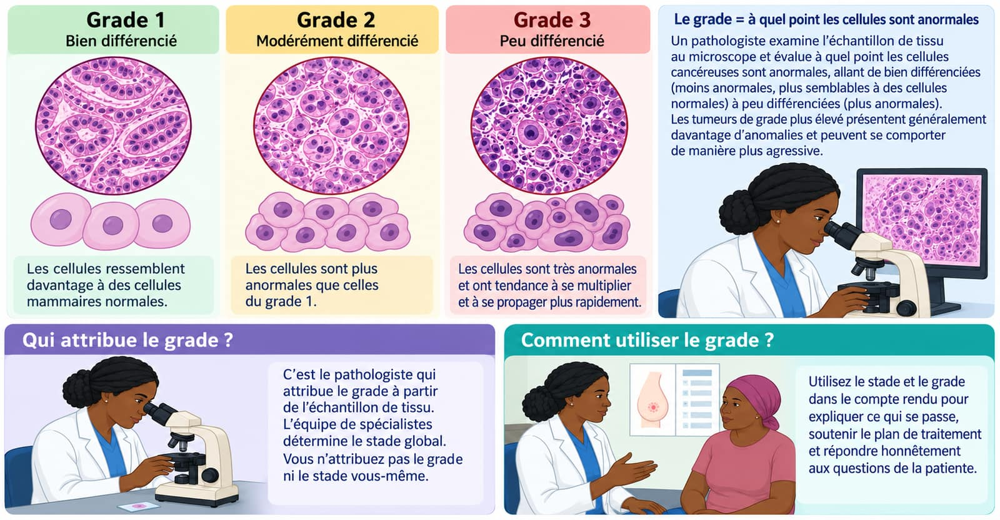 Grade 1
Bien différencié
Les cellules ressemblent
davantage à des cellules
mammaires normales.
Grade 2
Modérément différencié
Les cellules sont plus
anormales que celles
du grade 1.
Grade 3
Peu différencié
Les cellules sont très anormales
et ont tendance à se multiplier
et à se propager plus rapidement.
Le grade = à quel point les cellules sont anormales
Un pathologiste examine l’échantillon de tissu
au microscope et évalue à quel point les cellules
cancéreuses sont anormales, allant de bien différenciées
(moins anormales, plus semblables à des cellules
normales) à peu différenciées (plus anormales).
Les tumeurs de grade plus élevé présentent généralement
davantage d’anomalies et peuvent se comporter
de manière plus agressive.
Qui attribue le grade ?
C’est le pathologiste qui
attribue le grade à partir
de l’échantillon de tissu.
L’équipe de spécialistes
détermine le stade global.
Vous n’attribuez pas le grade
ni le stade vous-même.
Comment utiliser le grade ?
Utilisez le stade et le grade
dans le compte rendu pour
expliquer ce qui se passe,
soutenir le plan de traitement
et répondre honnêtement
aux questions de la patiente.